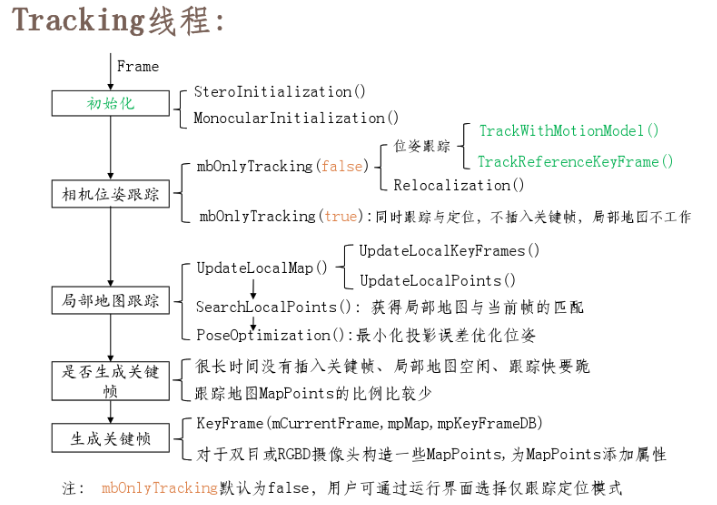 Tracking线程:
Frame
初始化
SteroInitialization()
MonocularInitialization()
相机位姿跟踪
mbOnlyTracking(false)
位姿跟踪
TrackWithMotionModel()
TrackReferenceKeyFrame()
Relocalization()
mbOnlyTracking(true):同时跟踪与定位，不插入关键帧，局部地图不工作
局部地图跟踪
UpdateLocalMap()
UpdateLocalKeyFrames()
UpdateLocalPoints()
SearchLocalPoints(): 获得局部地图与当前帧的匹配
PoseOptimization():最小化投影误差优化位姿
是否生成关键
帧
很长时间没有插入关键帧、局部地图空闲、跟踪快要跪
跟踪地图MapPoints的比例比较少
生成关键帧
KeyFrame(mCurrentFrame,mpMap,mpKeyFrameDB)
对于双目或RGBD摄像头构造一些MapPoints,为MapPoints添加属性
注: mbOnlyTracking默认为false，用户可通过运行界面选择仅跟踪定位模式